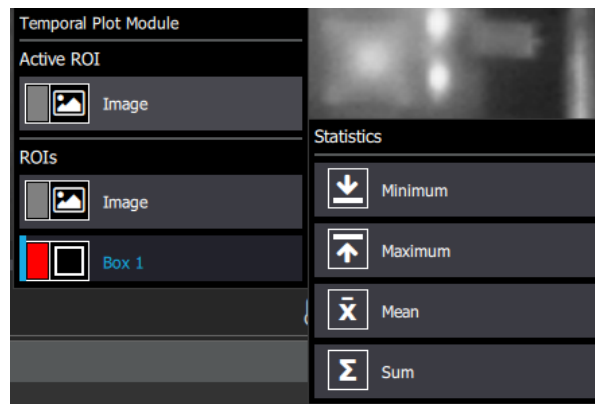 Temporal Plot Module
Active ROI
Image
ROIs
Image
Box 1
Statistics
Minimum
Maximum
x̄ Mean
Σ Sum